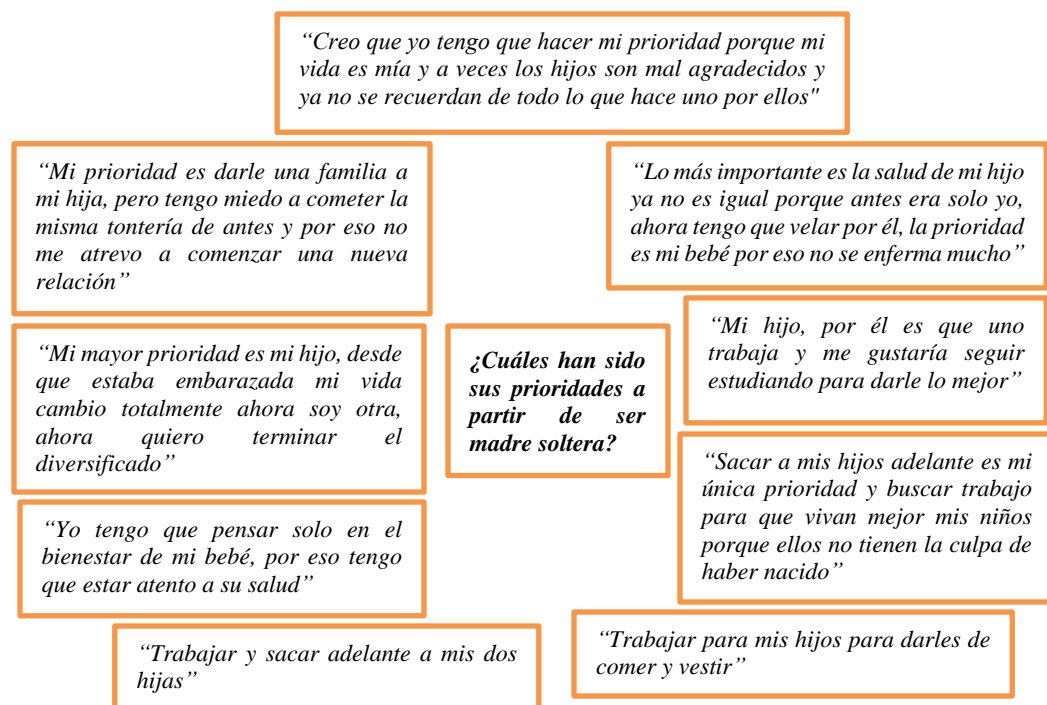 “Creo que yo tengo que hacer mi prioridad porque mi
vida es mía y a veces los hijos son mal agradecidos y
ya no se recuerdan de todo lo que hace uno por ellos"
“Mi prioridad es darle una familia a
mi hija, pero tengo miedo a cometer la
misma tontería de antes y por eso no
me atrevo a comenzar una nueva
relación”
“Lo más importante es la salud de mi hijo
ya no es igual porque antes era solo yo,
ahora tengo que velar por él, la prioridad
es mi bebé por eso no se enferma mucho”
“Mi mayor prioridad es mi hijo, desde
que estaba embarazada mi vida
cambio totalmente ahora soy otra,
ahora quiero terminar el
diversificado”
¿Cuáles han sido
sus prioridades a
partir de ser
madre soltera?
“Mi hijo, por él es que uno
trabaja y me gustaría seguir
estudiando para darle lo mejor”
“Yo tengo que pensar solo en el
bienestar de mi bebé, por eso tengo
que estar atento a su salud”
“Sacar a mis hijos adelante es mi
única prioridad y buscar trabajo
para que vivan mejor mis niños
porque ellos no tienen la culpa de
haber nacido”
“Trabajar y sacar adelante a mis dos
hijas”
“Trabajar para mis hijos para darles de
comer y vestir”